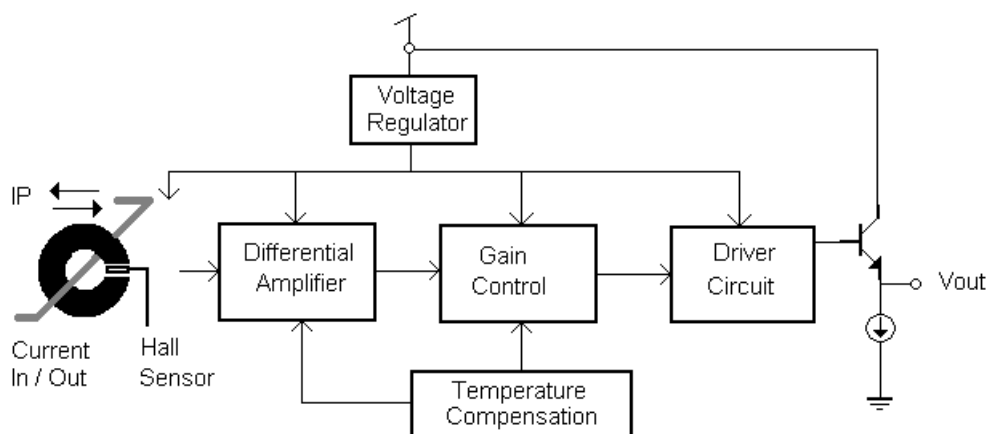 Voltage
Regulator
IP
Differential
Amplifier
Gain
Control
Driver
Circuit
Vout
Current
In / Out
Hall
Sensor
Temperature
Compensation